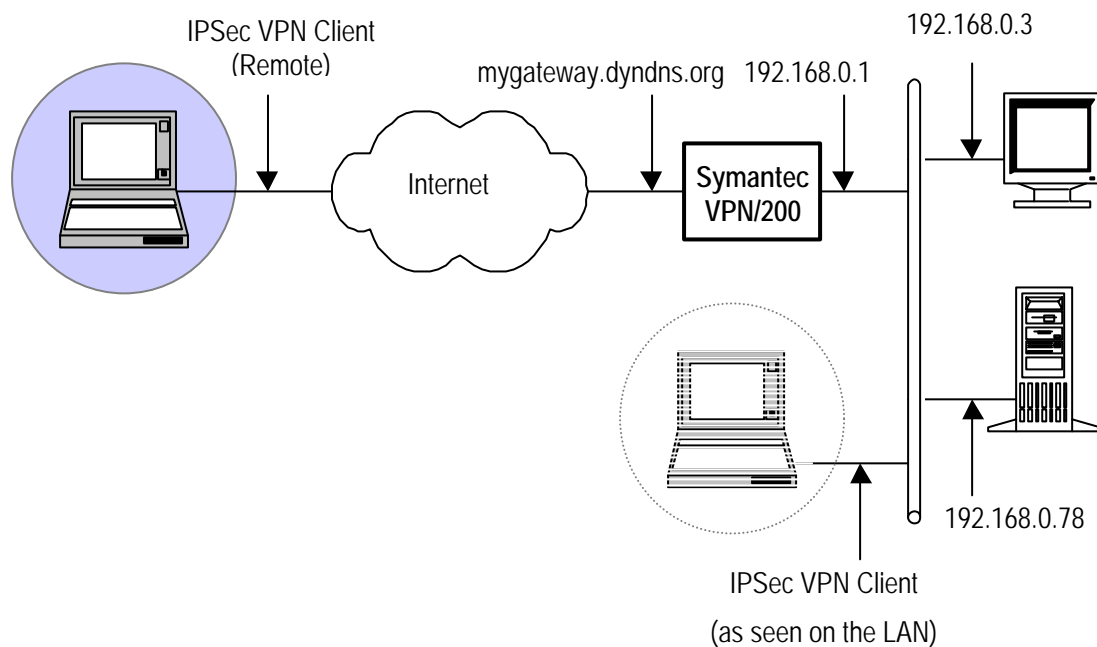 IPSec VPN Client
(Remote)
mygateway.dyndns.org
192.168.0.1
192.168.0.3
Internet
Symantec
VPN/200
192.168.0.78
IPSec VPN Client
(as seen on the LAN)